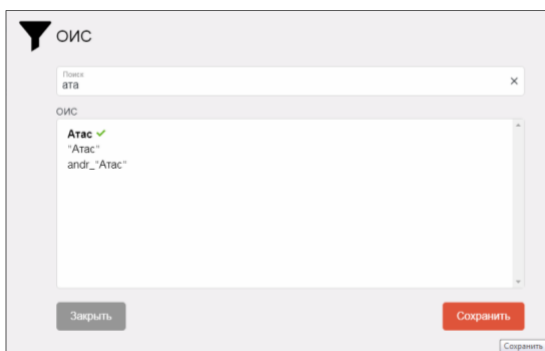 ОИС
Поиск
ата
ОИС
Атас
"Атас"
andr_"Атас"
Закрыть
Сохранить
Сохранить